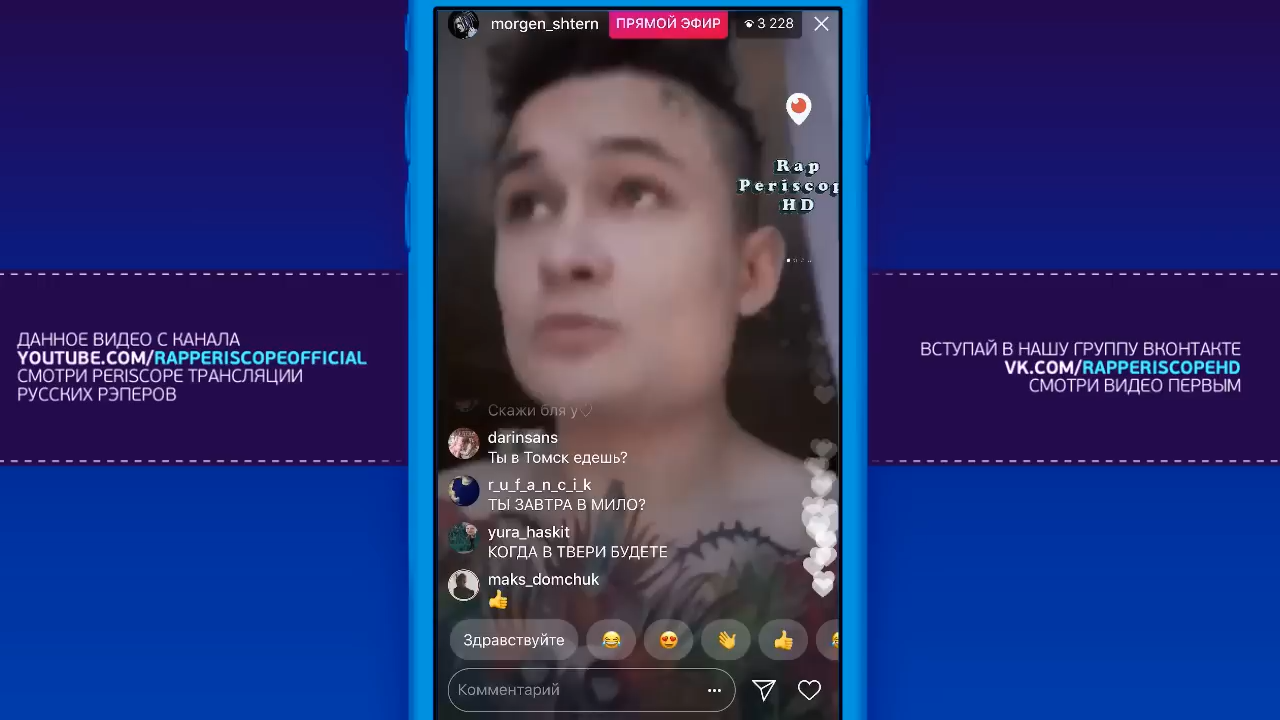 morgen_shtern
ПРЯМОЙ ЭФИР
3 228
Rap
Periscop
HD
ДАННОЕ ВИДЕО С КАНАЛА
YOUTUBE.COM/RAPPERISCOPEOFFICIAL
СМОТРИ PERISCOPE ТРАНСЛЯЦИИ
РУССКИХ РЭПЕРОВ
ВСТУПАЙ В НАШУ ГРУППУ ВКОНТАКТЕ
VK.COM/RAPPERISCOPEHD
СМОТРИ ВИДЕО ПЕРВЫМ
Скажи бля у♡
darinsans
Ты в Томск едешь?
r_u_f_a_n_c_i_k
ТЫ ЗАВТРА В МИЛО?
yura_haskit
КОГДА В ТВЕРИ БУДЕТЕ
maks_domchuk
👍
Здравствуйте 😂 😍 👋 👍
Комментарий